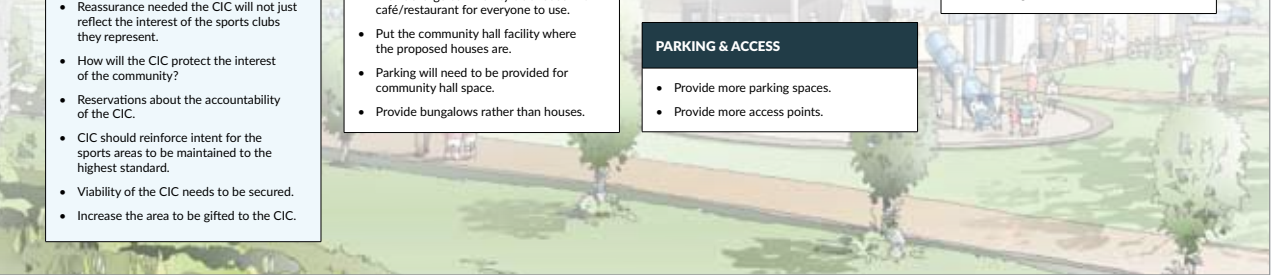 • Reassurance needed the CIC will not just
reflect the interest of the sports clubs
they represent.
• How will the CIC protect the interest
of the community?
• Reservations about the accountability
of the CIC.
• CIC should reinforce intent for the
sports areas to be maintained to the
highest standard.
• Viability of the CIC needs to be secured.
• Increase the area to be gifted to the CIC.
café/restaurant for everyone to use.
• Put the community hall facility where
the proposed houses are.
• Parking will need to be provided for
community hall space.
• Provide bungalows rather than houses.
PARKING & ACCESS
• Provide more parking spaces.
• Provide more access points.